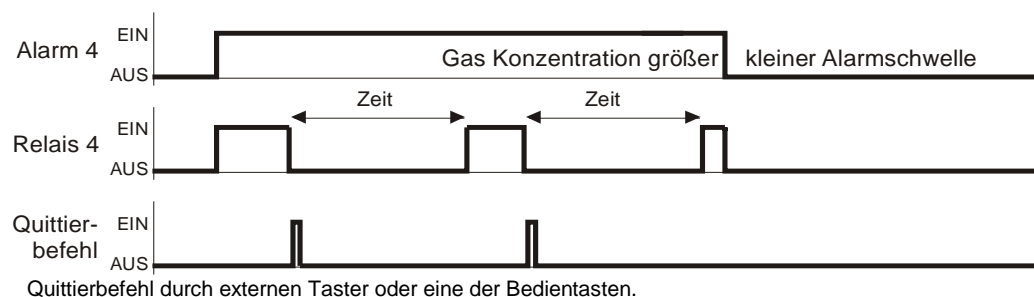 Alarm 4
EIN
AUS
Gas Konzentration größer kleiner Alarmschwelle
Zeit Zeit
Relais 4
EIN
AUS
Quittier-
befehl
EIN
AUS
Quittierbefehl durch externen Taster oder eine der Bedientasten.